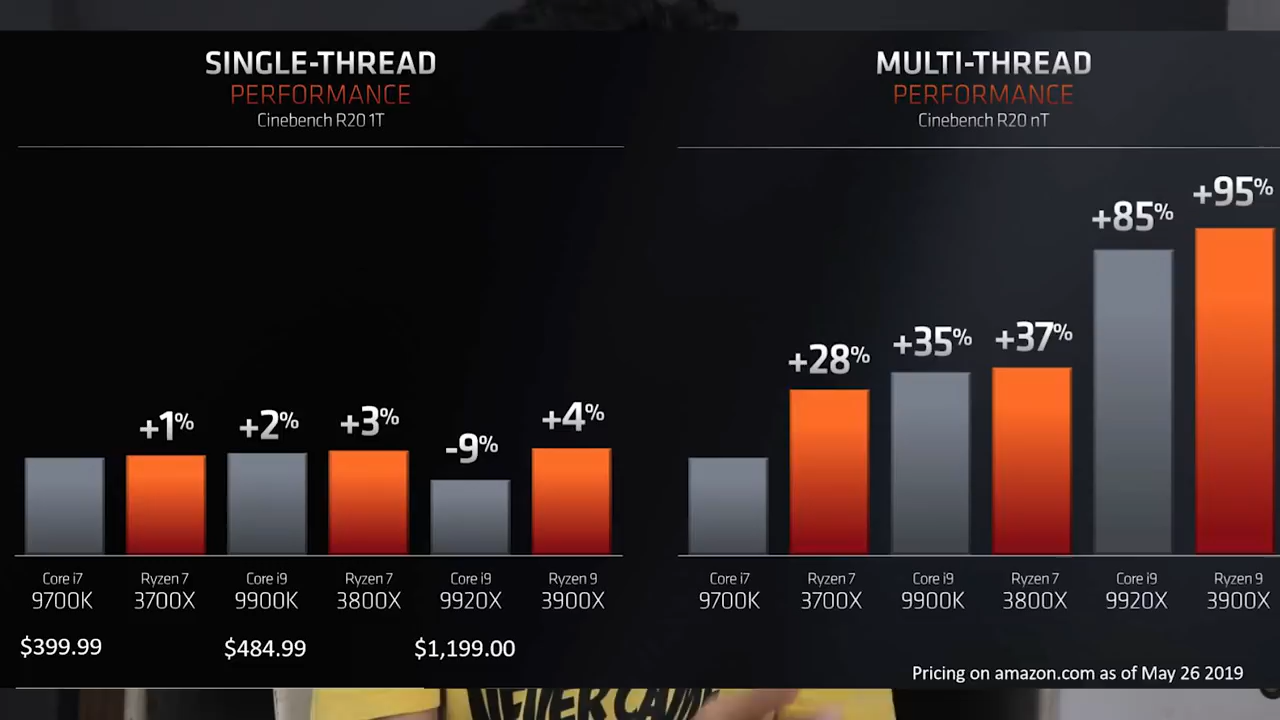 SINGLE-THREAD
PERFORMANCE
Cinebench R20 1T
+1%
+2%
+3%
-9%
+4%
Core i7
9700K
Ryzen 7
3700X
Core i9
9900K
Ryzen 7
3800X
Core i9
9920X
Ryzen 9
3900X
$399.99
$484.99
$1,199.00
MULTI-THREAD
PERFORMANCE
Cinebench R20 nT
+28%
+35%
+37%
+85%
+95%
Core i7
9700K
Ryzen 7
3700X
Core i9
9900K
Ryzen 7
3800X
Core i9
9920X
Ryzen 9
3900X
Pricing on amazon.com as of May 26 2019
NEVER CAME